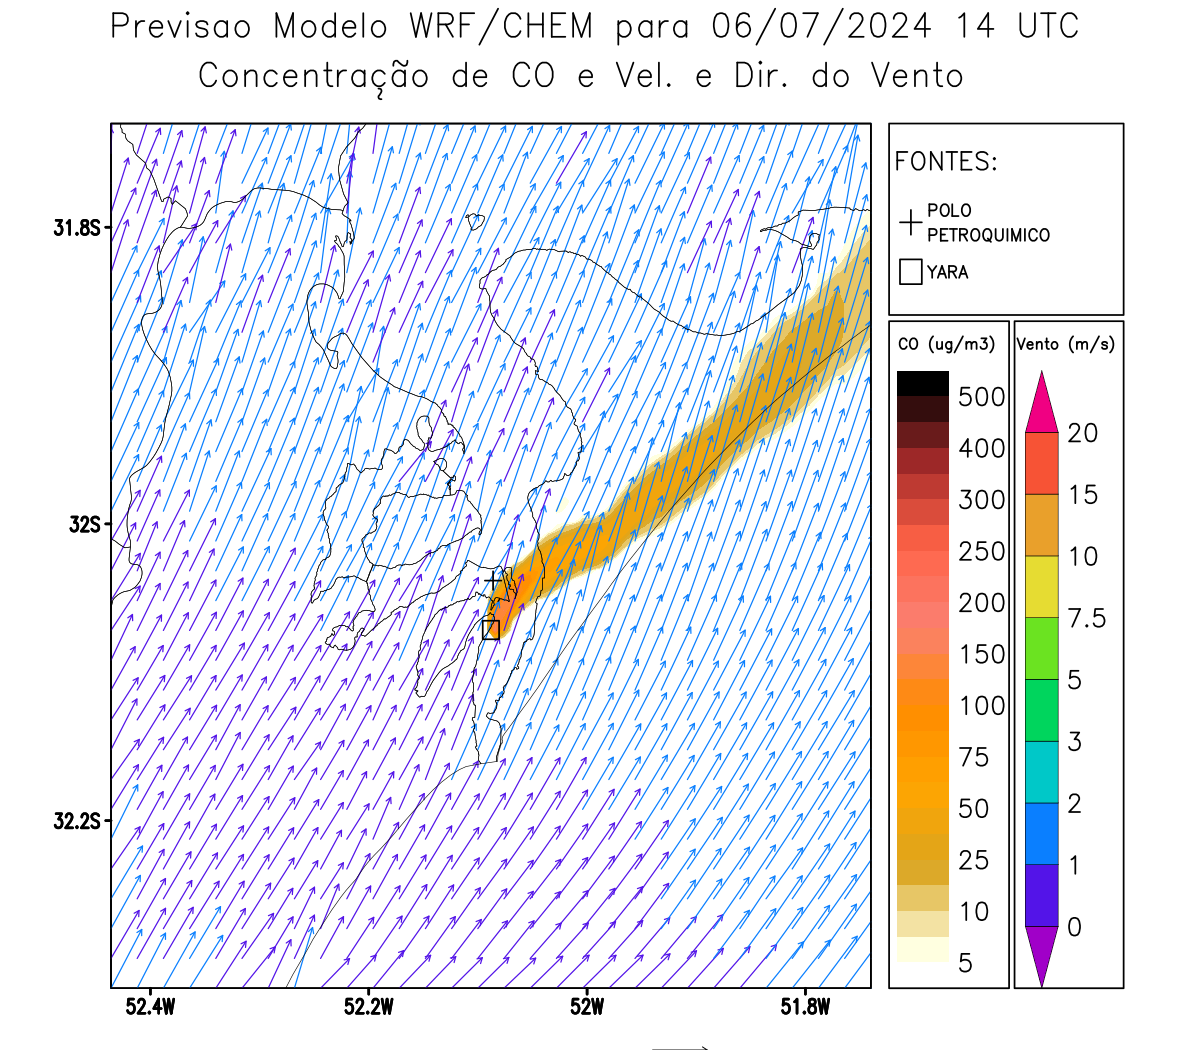 Previsao Modelo WRF/CHEM para 06/07/2024 14 UTC
Concentração de CO e Vel. e Dir. do Vento
FONTES:
POLO
PETROQUIMICO
YARA
CO (ug/m3)
500
400
300
250
200
150
100
75
50
25
10
5
Vento (m/s)
20
15
10
7.5
5
3
2
1
0
31.8S
32S
32.2S
52.4W
52.2W
52W
51.8W